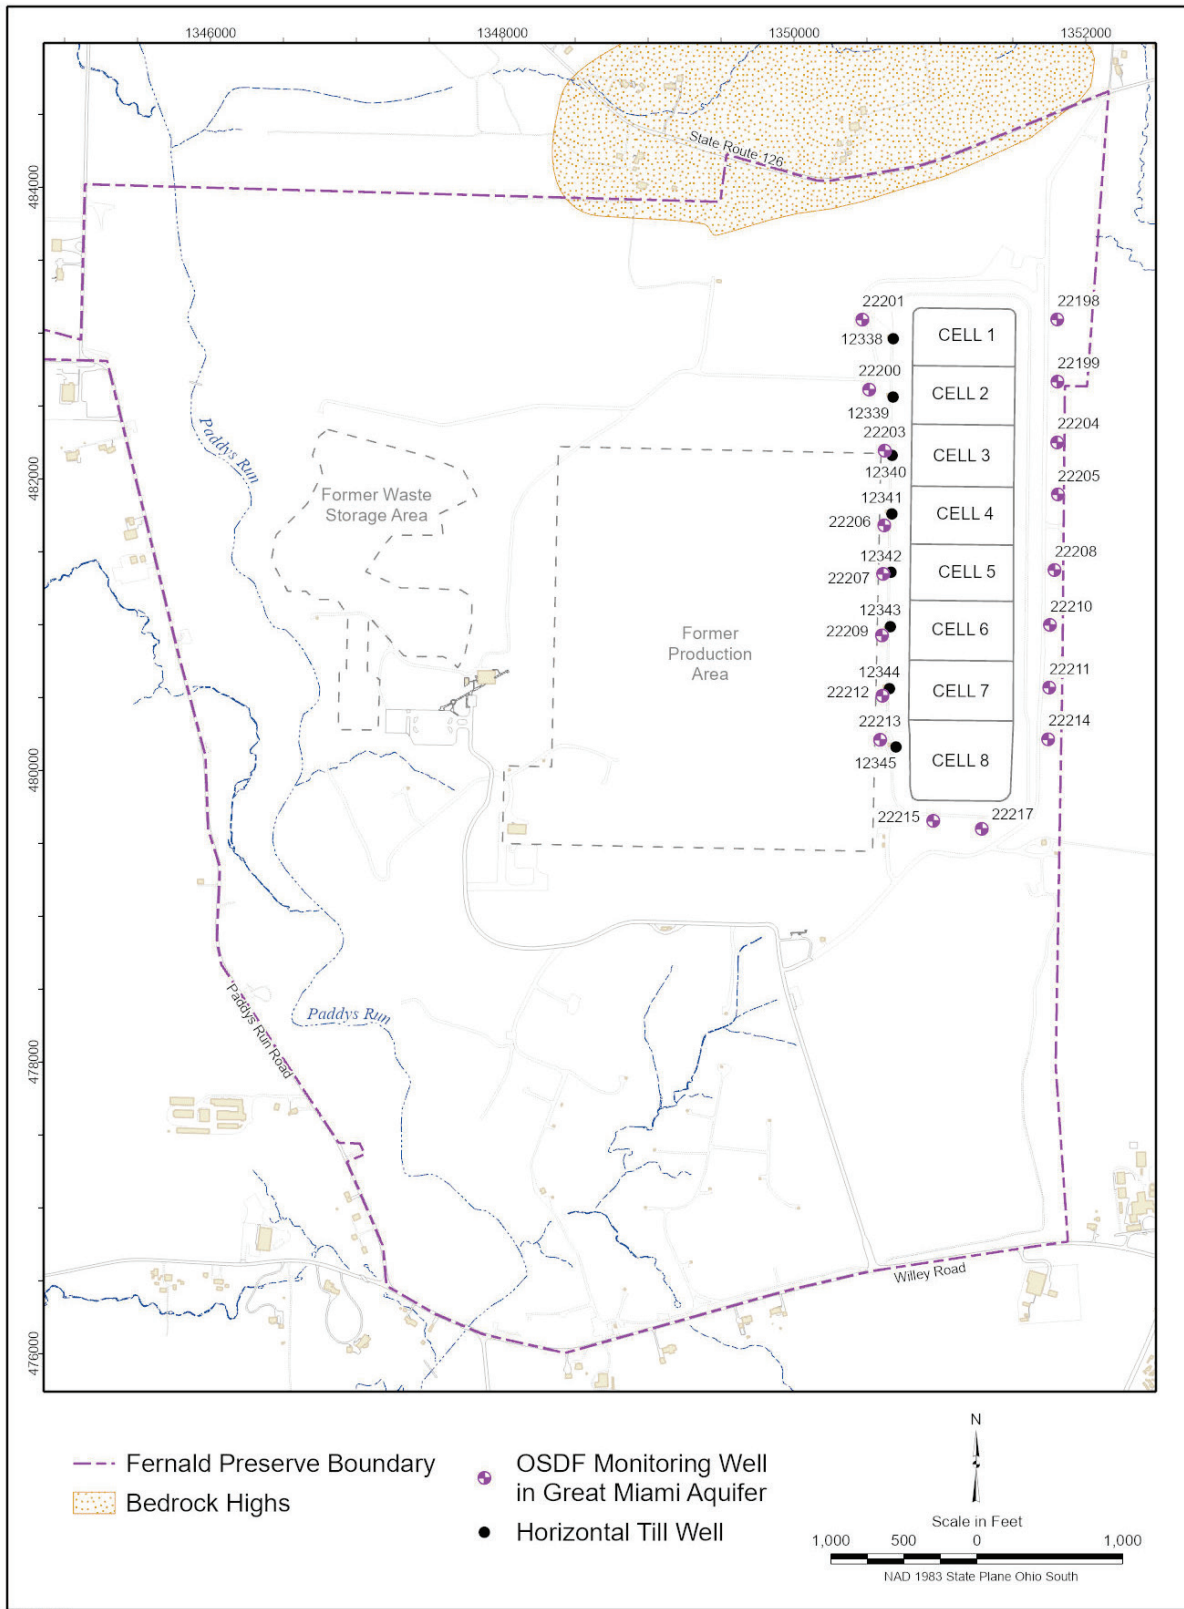 1346000
1348000
1350000
1352000
484000
482000
480000
478000
476000
State Route 126
22201
22198
12338
CELL 1
22200
22199
12339
CELL 2
22203
22204
12340
CELL 3
12341
22205
22206
CELL 4
12342
22208
22207
CELL 5
12343
22210
22209
CELL 6
12344
22211
22212
CELL 7
22213
22214
12345
CELL 8
22215
22217
Paddys Run
Former Waste
Storage Area
Former
Production
Area
Paddys Run
Paddys Run Road
Willey Road
Fernald Preserve Boundary
Bedrock Highs
OSDF Monitoring Well
in Great Miami Aquifer
Horizontal Till Well
N
Scale in Feet
1,000 500 0 1,000
NAD 1983 State Plane Ohio South